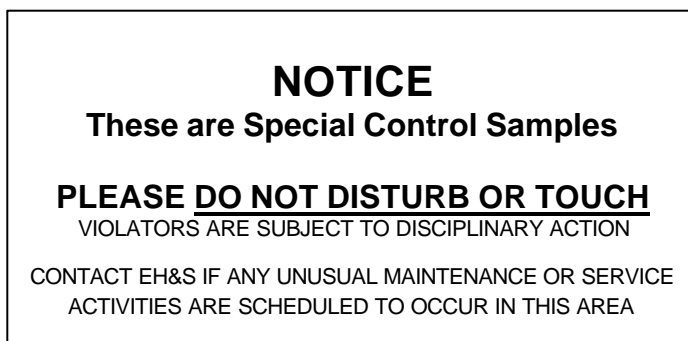 NOTICE
These are Special Control Samples
PLEASE DO NOT DISTURB OR TOUCH
VIOLATORS ARE SUBJECT TO DISCIPLINARY ACTION
CONTACT EH&S IF ANY UNUSUAL MAINTENANCE OR SERVICE
ACTIVITIES ARE SCHEDULED TO OCCUR IN THIS AREA